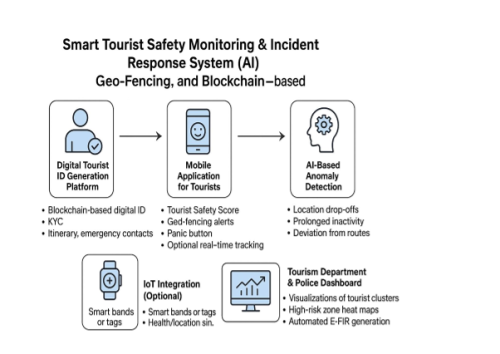 Smart Tourist Safety Monitoring & Incident
Response System (AI)
Geo-Fencing, and Blockchain–based
Digital Tourist
ID Generation
Platform
• Blockchain-based digital ID
• KYC
• Itinerary, emergency contacts
Mobile
Application
for Tourists
• Tourist Safety Score
• Ged-fencing alerts
• Panic button
• Optional real-time tracking
AI-Based
Anomaly
Detection
• Location drop-offs
• Prolonged inactivity
• Deviation from routes
Smart bands
or tags
IoT Integration
(Optional)
• Smart bands or tags
• Health/location sin.
Tourism Department
& Police Dashboard
• Visualizations of tourist clusters
• High-risk zone heat maps
• Automated E-FIR generation